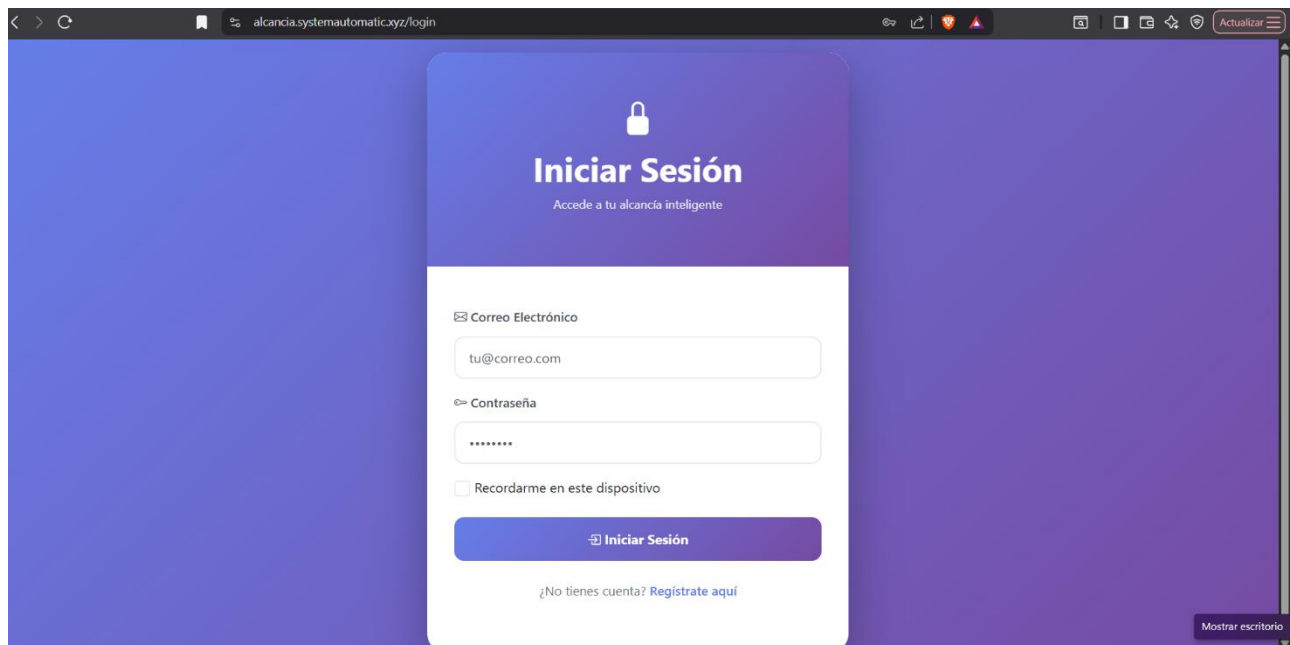 alcancia.systemautomatic.xyz/login
Actualizar
Iniciar Sesión
Accede a tu alcancía inteligente
Correo Electrónico
tu@correo.com
Contraseña
••••••••
Recordarme en este dispositivo
Iniciar Sesión
¿No tienes cuenta? Regístrate aquí
Mostrar escritorio